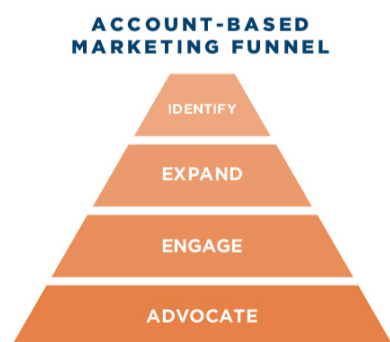 ACCOUNT-BASED
MARKETING FUNNEL
IDENTIFY
EXPAND
ENGAGE
ADVOCATE